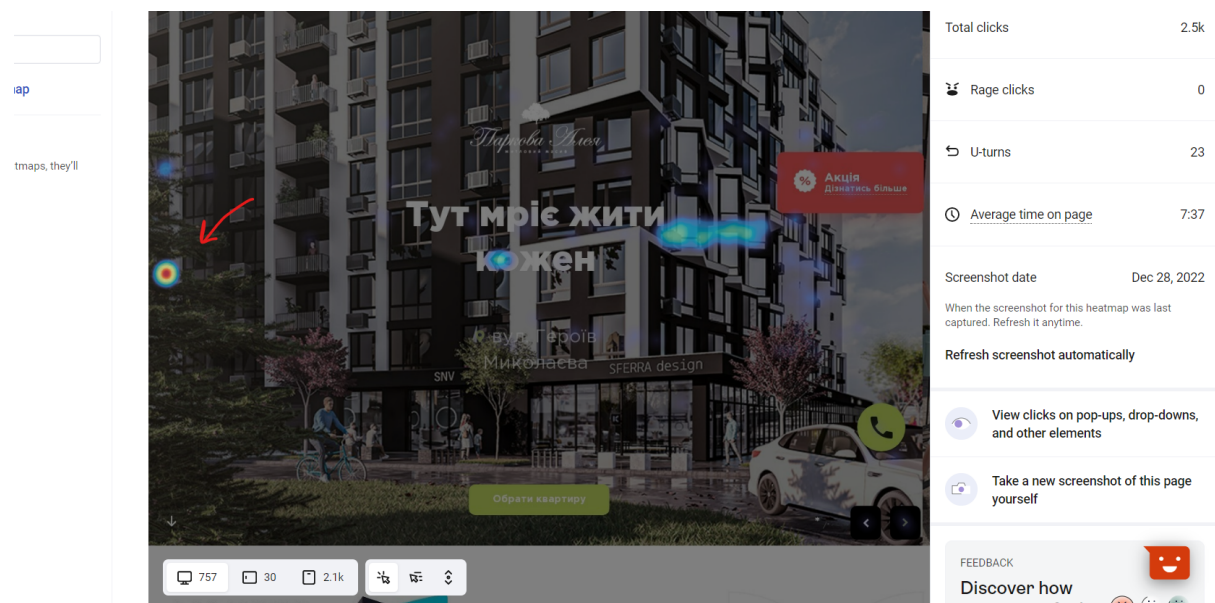 Total clicks
2.5k
ap
Rage clicks
0
tmaps, they'll
U-turns
23
Паркова Алея
Акція
Дізнатись більше
Average time on page
7:37
Тут мріє жити
кожен
Screenshot date
Dec 28, 2022
When the screenshot for this heatmap was last
captured. Refresh it anytime.
Refresh screenshot automatically
вул. Героїв
Миколаєва
SNV
SFERRA design
View clicks on pop-ups, drop-downs,
and other elements
Take a new screenshot of this page
yourself
Обрати квартиру
FEEDBACK
Discover how
757
30
2.1k